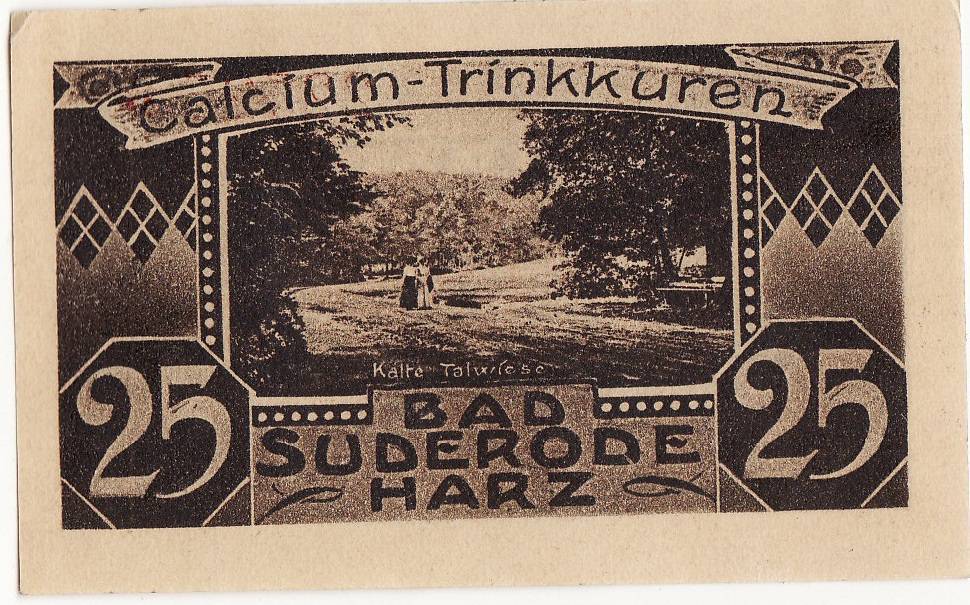 Calcium-Trinkkuren
Kalte Talwiese
25
BAD
SUDERODE
HARZ
25